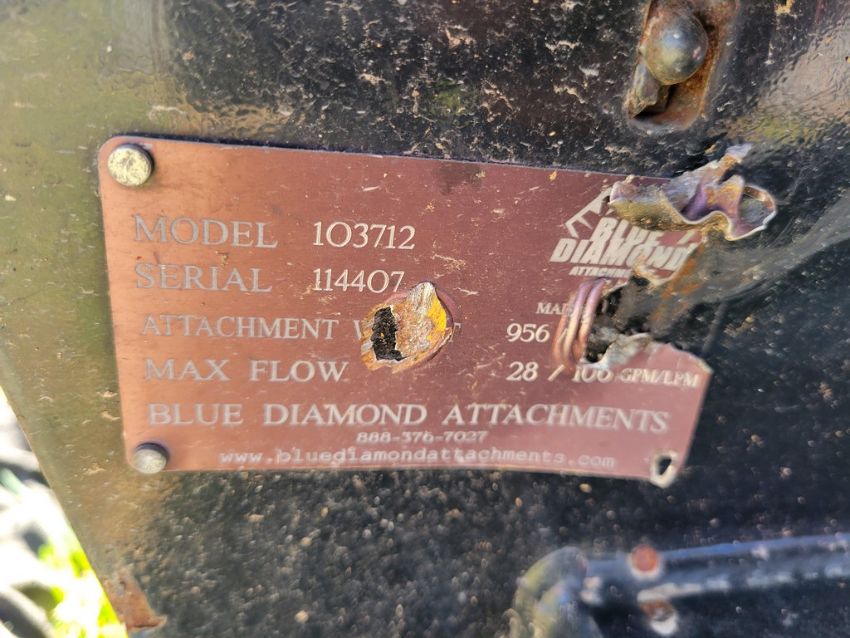 MODEL 103712
BLUE
DIAMOND
SERIAL 114407
ATTACHMENT 956
MAX FLOW 28 / 106 GPM/LPM
BLUE DIAMOND ATTACHMENTS
888-376-7027
www.bluediamondattachments.com